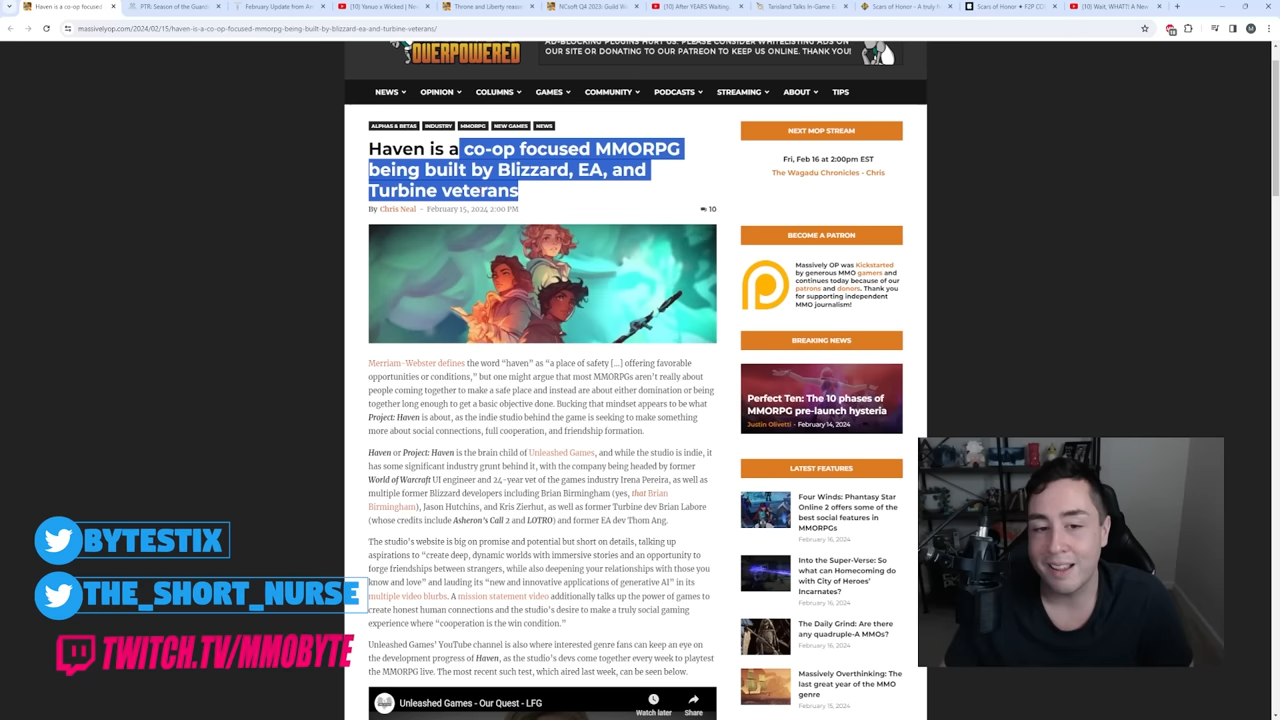 Haven is a co-op focused
PTR: Season of the Guard
February Update from An
(10) Yanuo's Wicked | Ne
Throne and Liberty reaso
NCsoft Q4 2023: Guild W
(10) After YEARS Waiting,
Tarisland Talks In-Game E
Scars of Honor - A truly f
Scars of Honor ★ F2P CO
(10) Wait, WHAT?! A New
massivelyop.com/2024/02/15/haven-is-a-co-op-focused-mmorpg-being-built-by-blizzard-ea-and-turbine-veterans/
OVERPOWERED
AD-BLOCKING PLUGINS HURT US. PLEASE CONSIDER WHITELISTING ADS ON
OUR SITE OR DONATING TO OUR PATREON TO KEEP US ONLINE. THANK YOU!
NEWS OPINION COLUMNS GAMES COMMUNITY PODCASTS STREAMING ABOUT TIPS
ALPHAS & BETAS INDUSTRY MMORPG NEW GAMES NEWS
Haven is a co-op focused MMORPG
being built by Blizzard, EA, and
Turbine veterans
By Chris Neal - February 15, 2024 2:00 PM
10
Merriam-Webster defines the word “haven” as “a place of safety [...] offering favorable
opportunities or conditions,” but one might argue that most MMORPGs aren’t really about
people coming together to make a safe place and instead are about either domination or being
together long enough to get a basic objective done. Bucking that mindset appears to be what
Project: Haven is about, as the indie studio behind the game is seeking to make something
more about social connections, full cooperation, and friendship formation.
Haven or Project: Haven is the brain child of Unleashed Games, and while the studio is indie, it
has some significant industry grunt behind it, with the company being headed by former
World of Warcraft UI engineer and 24-year vet of the games industry Irena Pereira, as well as
multiple former Blizzard developers including Brian Birmingham (yes, that Brian
Birmingham), Jason Hutchins, and Kris Zierhut, as well as former Turbine dev Brian Labore
(whose credits include Asheron’s Call 2 and LOTRO) and former EA dev Thom Ang.
The studio’s website is big on promise and potential but short on details, talking up
aspirations to “create deep, dynamic worlds with immersive stories and an opportunity to
forge friendships between strangers, while also deepening your relationships with those you
know and love” and lauding its “new and innovative applications of generative AI” in its
multiple video blurbs. A mission statement video additionally talks up the power of games to
create honest human connections and the studio’s desire to make a truly social gaming
experience where “cooperation is the win condition.”
Unleashed Games’ YouTube channel is also where interested genre fans can keep an eye on
the development progress of Haven, as the studio’s devs come together every week to playtest
the MMORPG live. The most recent such test, which aired last week, can be seen below.
Unleashed Games - Our Quest - LFG
Watch later
Share
NEXT MOP STREAM
Fri, Feb 16 at 2:00pm EST
The Wagadu Chronicles - Chris
BECOME A PATRON
Massively OP was Kickstarted
by generous MMO gamers and
continues today because of our
patrons and donors. Thank you
for supporting independent
MMO journalism!
BREAKING NEWS
Perfect Ten: The 10 phases of
MMORPG pre-launch hysteria
Justin Olivetti - February 14, 2024
LATEST FEATURES
Four Winds: Phantasy Star
Online 2 offers some of the
best social features in
MMORPGs
February 16, 2024
Into the Super-Verse: So
what can Homecoming do
with City of Heroes’
Incarnates?
February 16, 2024
The Daily Grind: Are there
any quadruple-A MMOs?
February 16, 2024
Massively Overthinking: The
last great year of the MMO
genre
February 15, 2024
BYTESTIX
THE_SHORT_NURSE
TWITCH.TV/MMOBYTE